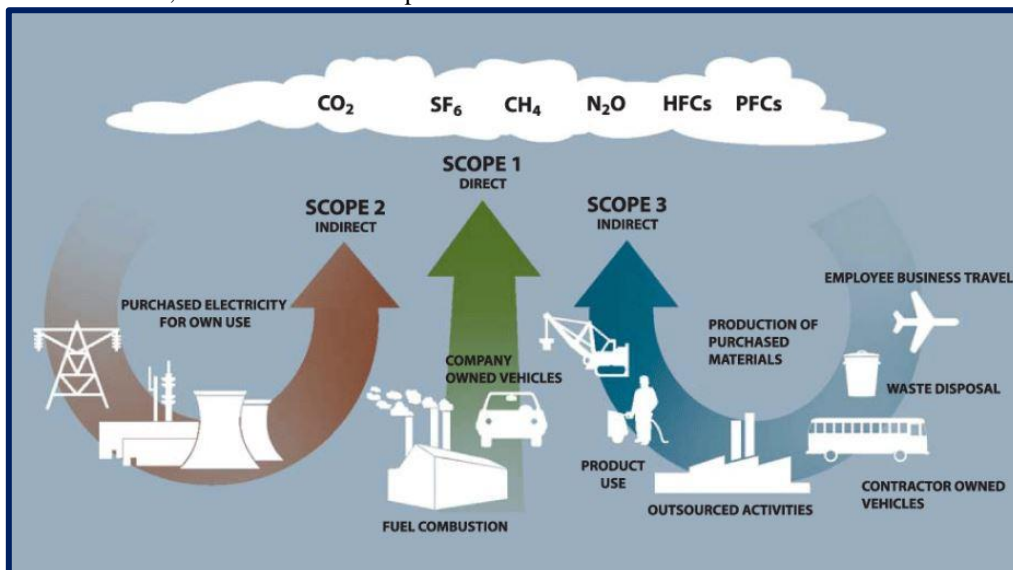 CO₂ SF₆ CH₄ N₂O HFCs PFCs
SCOPE 1
DIRECT
SCOPE 2
INDIRECT
SCOPE 3
INDIRECT
EMPLOYEE BUSINESS TRAVEL
PURCHASED ELECTRICITY
FOR OWN USE
PRODUCTION OF
PURCHASED
MATERIALS
COMPANY
OWNED VEHICLES
WASTE DISPOSAL
PRODUCT
USE
CONTRACTOR OWNED
VEHICLES
OUTSOURCED ACTIVITIES
FUEL COMBUSTION